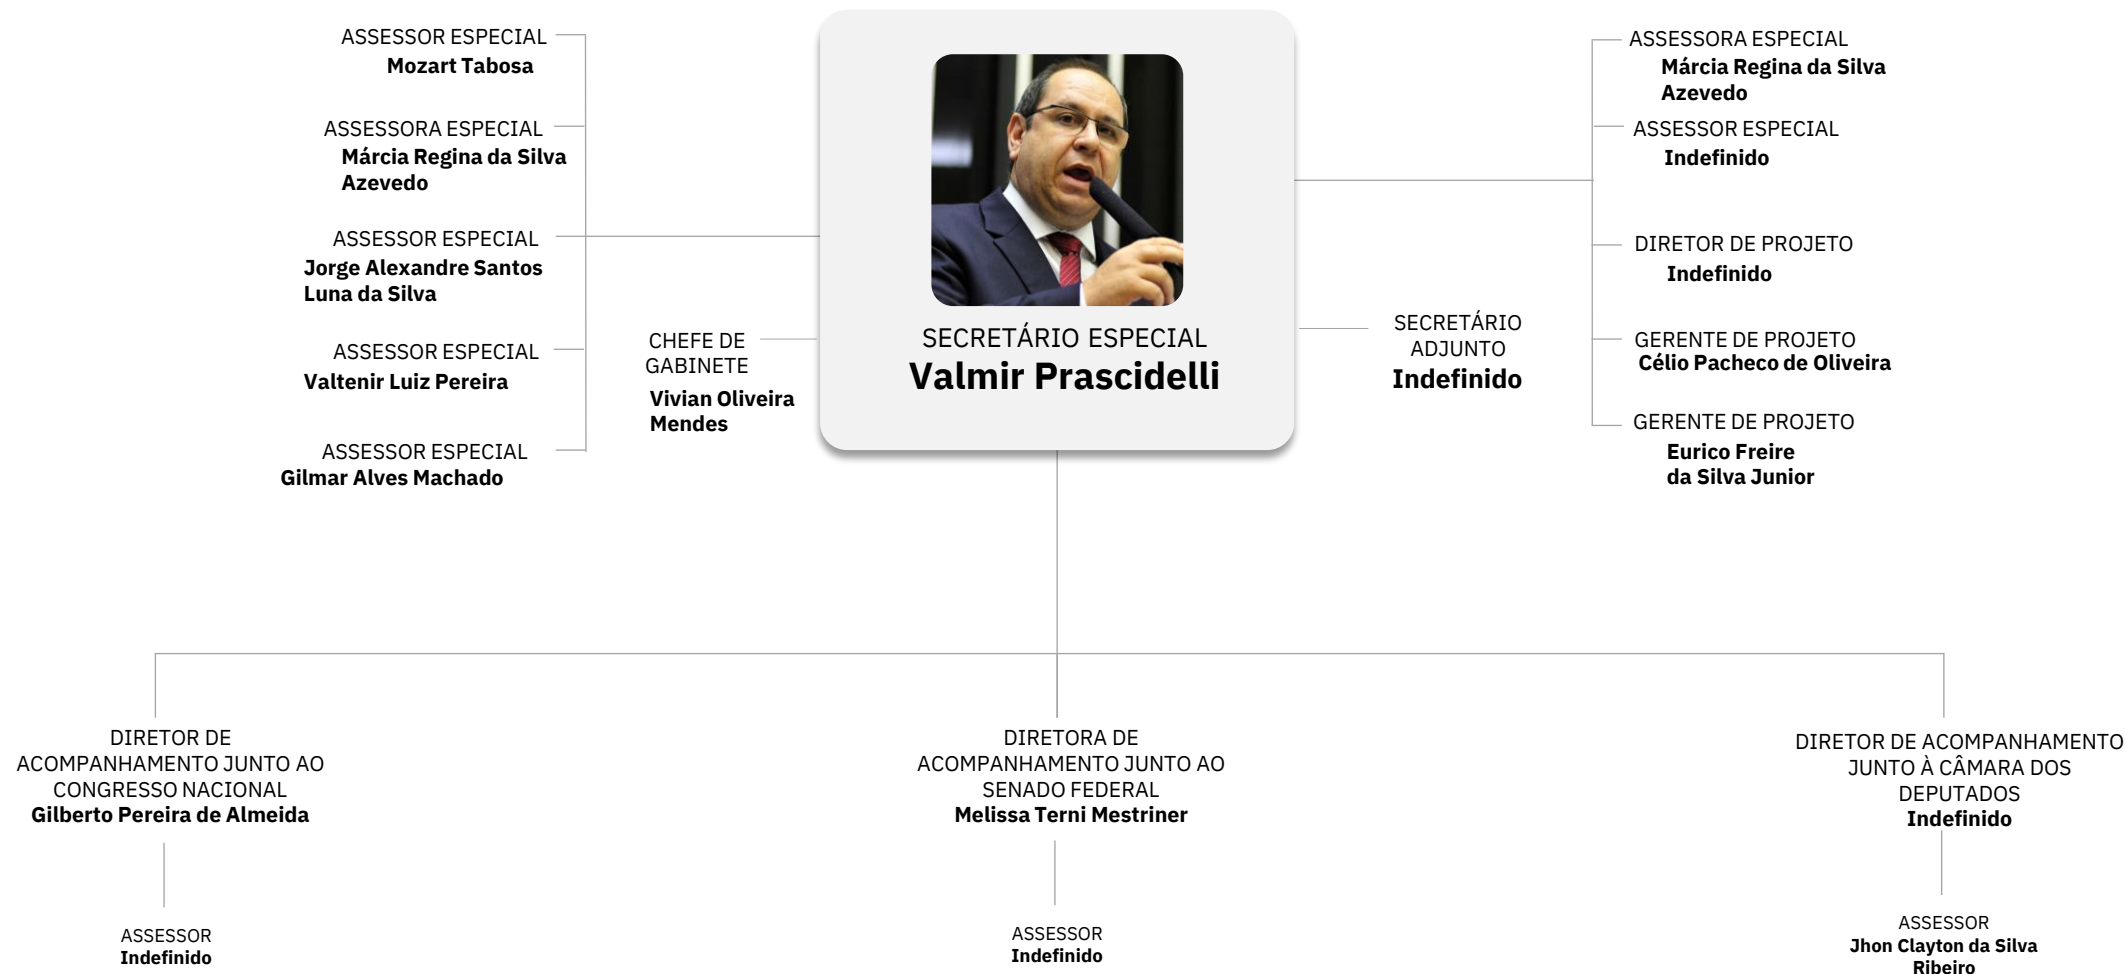 ASSESSOR ESPECIAL
Mozart Tabosa
ASSESSORA ESPECIAL
Márcia Regina da Silva
Azevedo
ASSESSOR ESPECIAL
Jorge Alexandre Santos
Luna da Silva
ASSESSOR ESPECIAL
Valtenir Luiz Pereira
ASSESSOR ESPECIAL
Gilmar Alves Machado
CHEFE DE
GABINETE
Vivian Oliveira
Mendes
SECRETÁRIO ESPECIAL
Valmir Prascidelli
SECRETÁRIO
ADJUNTO
Indefinido
ASSESSORA ESPECIAL
Márcia Regina da Silva
Azevedo
ASSESSOR ESPECIAL
Indefinido
DIRETOR DE PROJETO
Indefinido
GERENTE DE PROJETO
Célio Pacheco de Oliveira
GERENTE DE PROJETO
Eurico Freire
da Silva Junior
DIRETOR DE
ACOMPANHAMENTO JUNTO AO
CONGRESSO NACIONAL
Gilberto Pereira de Almeida
ASSESSOR
Indefinido
DIRETORA DE
ACOMPANHAMENTO JUNTO AO
SENADO FEDERAL
Melissa Terni Mestriner
ASSESSOR
Indefinido
DIRETOR DE ACOMPANHAMENTO
JUNTO À CÂMARA DOS
DEPUTADOS
Indefinido
ASSESSOR
Jhon Clayton da Silva
Ribeiro